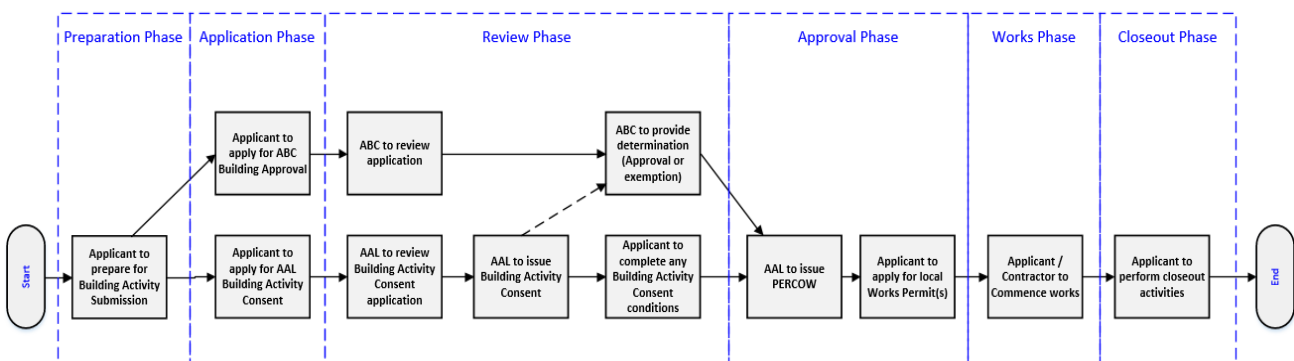 Preparation Phase
Application Phase
Review Phase
Approval Phase
Works Phase
Closeout Phase
Applicant to
apply for ABC
Building Approval
ABC to review
application
ABC to provide
determination
(Approval or
exemption)
Start
Applicant to
prepare for
Building Activity
Submission
Applicant to
apply for AAL
Building Activity
Consent
AAL to review
Building Activity
Consent
application
AAL to issue
Building Activity
Consent
Applicant to
complete any
Building Activity
Consent
conditions
AAL to issue
PERCOW
Applicant to
apply for local
Works Permit(s)
Applicant /
Contractor to
Commence works
Applicant to
perform closeout
activities
End